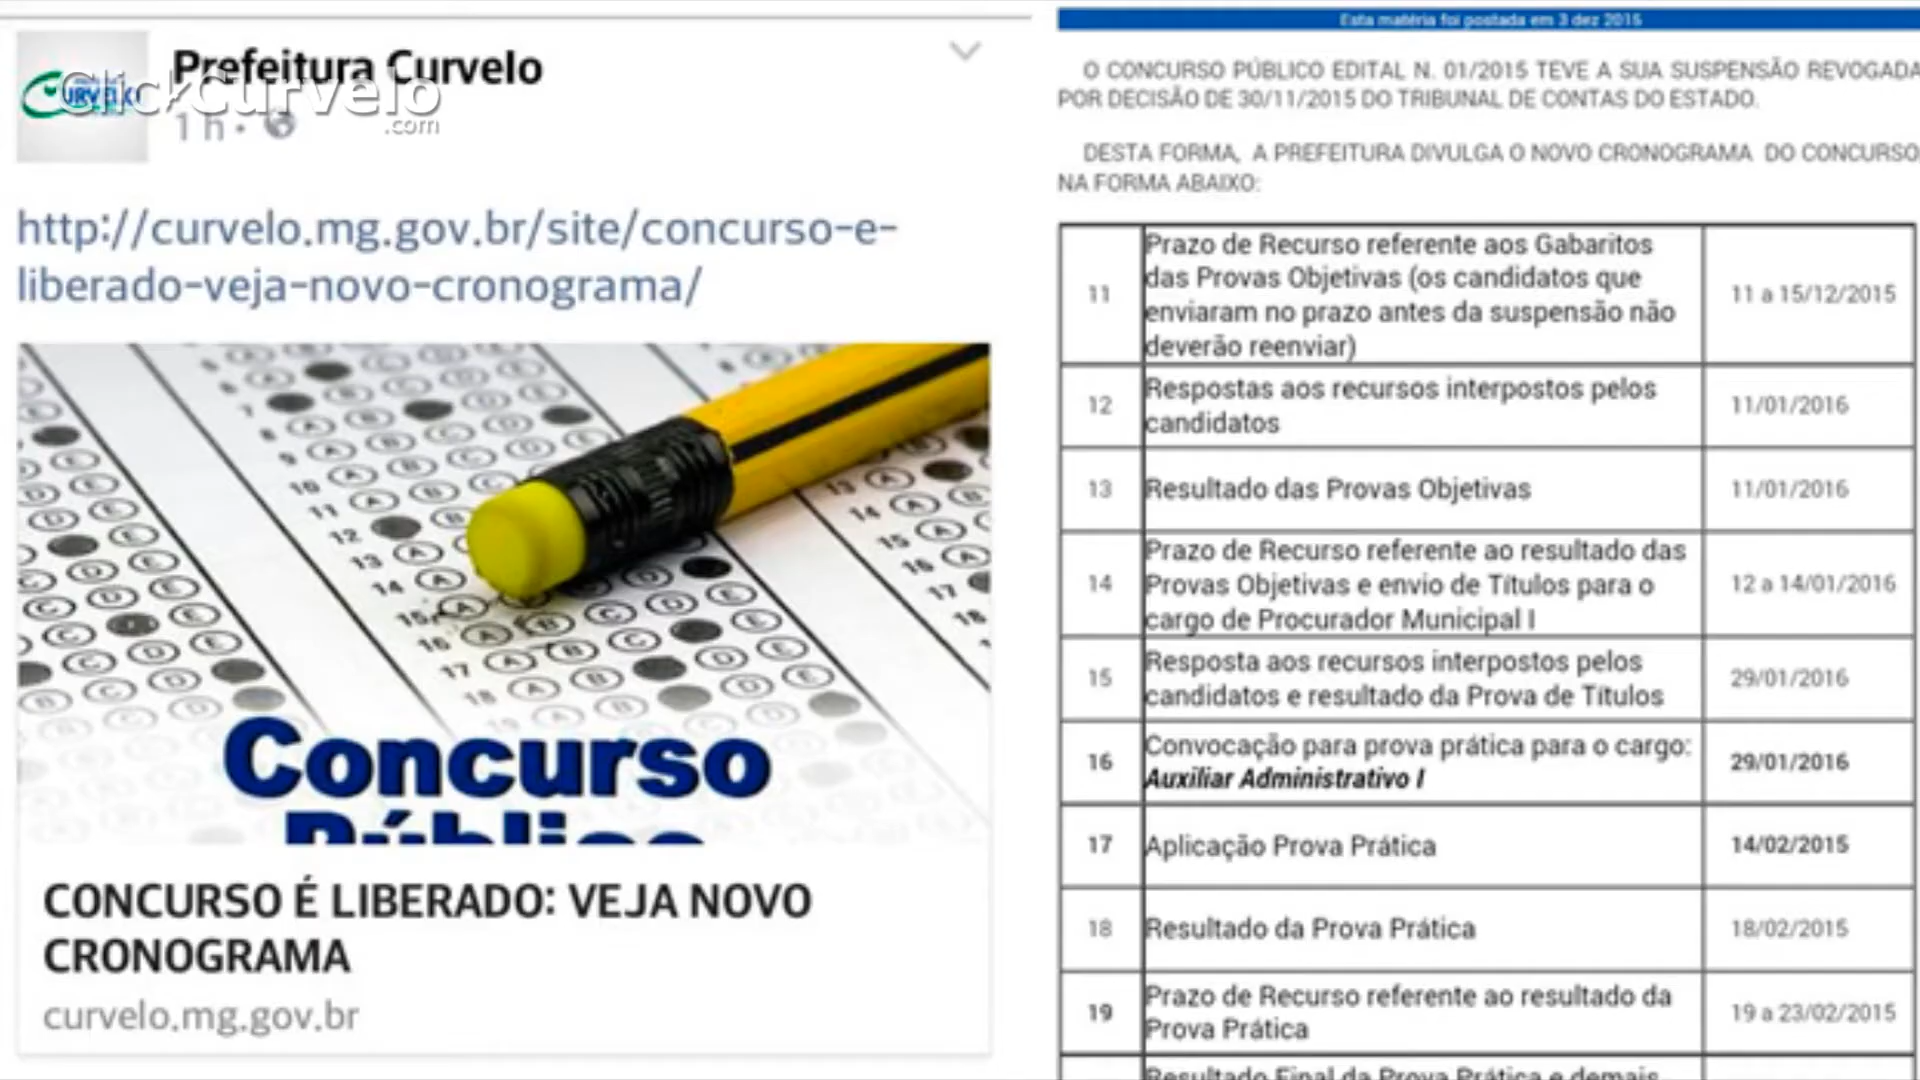 Prefeitura Curvelo
ClickCurvelo
.com
1 h ·
http://curvelo.mg.gov.br/site/concurso-e-
liberado-veja-novo-cronograma/
Concurso
Público
CONCURSO É LIBERADO: VEJA NOVO
CRONOGRAMA
curvelo.mg.gov.br
Esta matéria foi postada em 3 dez 2015
O CONCURSO PÚBLICO EDITAL N. 01/2015 TEVE A SUA SUSPENSÃO REVOGADA
POR DECISÃO DE 30/11/2015 DO TRIBUNAL DE CONTAS DO ESTADO.
DESTA FORMA, A PREFEITURA DIVULGA O NOVO CRONOGRAMA DO CONCURSO
NA FORMA ABAIXO:
Prazo de Recurso referente aos Gabaritos
das Provas Objetivas (os candidatos que
11 11 a 15/12/2015
enviaram no prazo antes da suspensão não
deverão reenviar)
Respostas aos recursos interpostos pelos
12 11/01/2016
candidatos
13 Resultado das Provas Objetivas 11/01/2016
Prazo de Recurso referente ao resultado das
14 Provas Objetivas e envio de Títulos para o 12 a 14/01/2016
cargo de Procurador Municipal I
Resposta aos recursos interpostos pelos
15 29/01/2016
candidatos e resultado da Prova de Títulos
Convocação para prova prática para o cargo:
16 29/01/2016
Auxiliar Administrativo I
17 Aplicação Prova Prática 14/02/2015
18 Resultado da Prova Prática 18/02/2015
Prazo de Recurso referente ao resultado da
19 19 a 23/02/2015
Prova Prática
Resultado Final da Prova Prática e demais